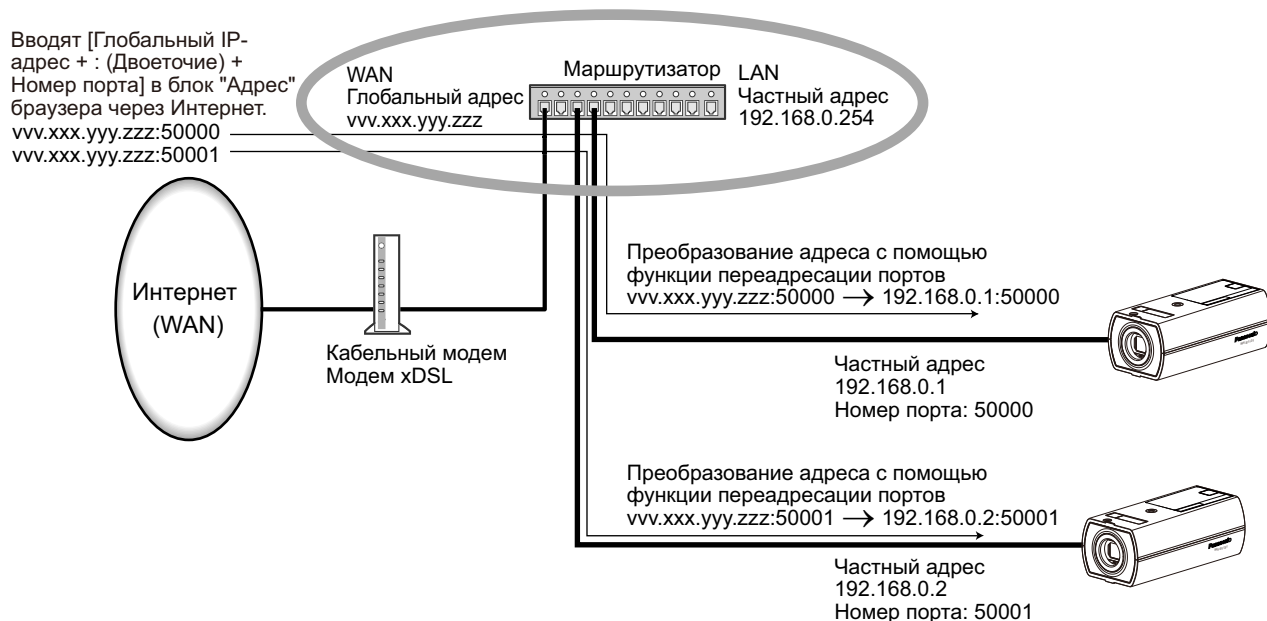 Вводят [Глобальный IP-
адрес + : (Двоеточие) +
Номер порта] в блок "Адрес"
браузера через Интернет.
vvv.xxx.yyy.zzz:50000
vvv.xxx.yyy.zzz:50001
WAN
Глобальный адрес
vvv.xxx.yyy.zzz
Маршрутизатор
LAN
Частный адрес
192.168.0.254
Интернет
(WAN)
Кабельный модем
Модем xDSL
Преобразование адреса с помощью
функции переадресации портов
vvv.xxx.yyy.zzz:50000 → 192.168.0.1:50000
Частный адрес
192.168.0.1
Номер порта: 50000
Panasonic
Преобразование адреса с помощью
функции переадресации портов
vvv.xxx.yyy.zzz:50001 → 192.168.0.2:50001
Частный адрес
192.168.0.2
Номер порта: 50001
Panasonic